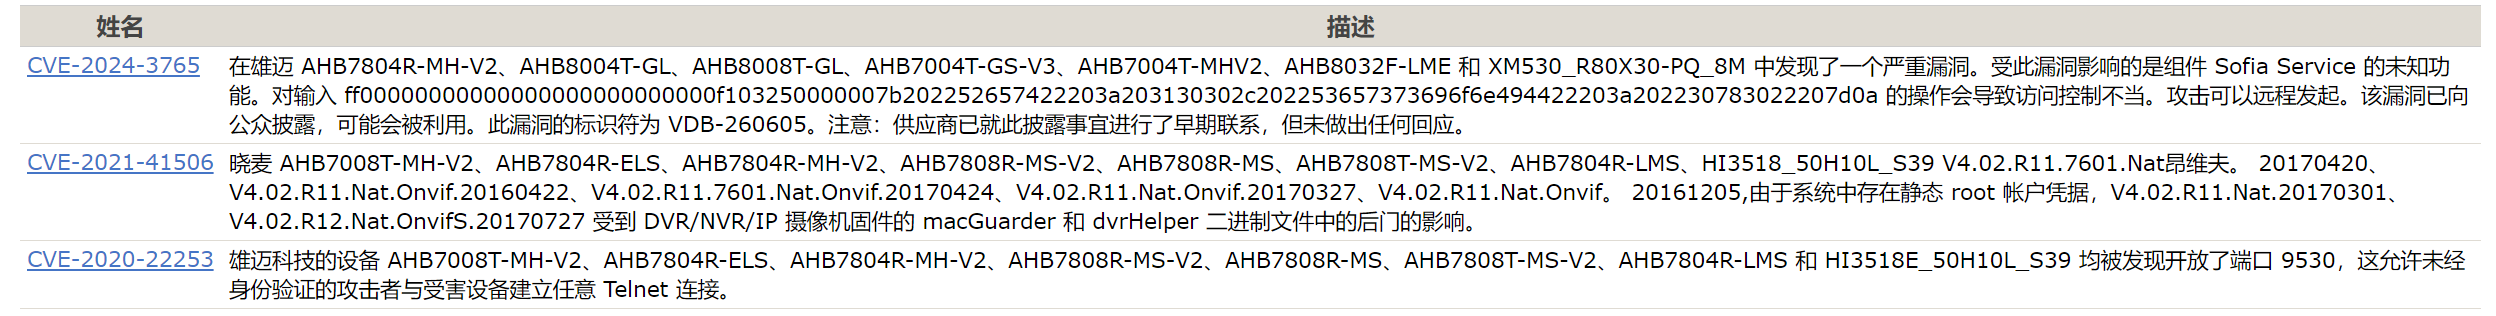 姓名 描述
CVE-2024-3765 在雄迈 AHB7804R-MH-V2、AHB8004T-GL、AHB8008T-GL、AHB7004T-GS-V3、AHB7004T-MHV2、AHB8032F-LME 和 XM530_R80X30-PQ_8M 中发现了一个严重漏洞。受此漏洞影响的是组件 Sofia Service 的未知功
能。对输入 ff00000000000000000000000000f103250000007b202252657422203a203130302c202253657373696f6e494422203a202230783022207d0a 的操作会导致访问控制不当。攻击可以远程发起。该漏洞已向
公众披露，可能会被利用。此漏洞的标识符为 VDB-260605。注意：供应商已就此披露事宜进行了早期联系，但未做出任何回应。
CVE-2021-41506 晓麦 AHB7008T-MH-V2、AHB7804R-ELS、AHB7804R-MH-V2、AHB7808R-MS-V2、AHB7808R-MS、AHB7808T-MS-V2、AHB7804R-LMS、HI3518_50H10L_S39 V4.02.R11.7601.Nat昂维夫。 20170420、
V4.02.R11.Nat.Onvif.20160422、V4.02.R11.7601.Nat.Onvif.20170424、V4.02.R11.Nat.Onvif.20170327、V4.02.R11.Nat.Onvif。 20161205,由于系统中存在静态 root 帐户凭据，V4.02.R11.Nat.20170301、
V4.02.R12.Nat.OnvifS.20170727 受到 DVR/NVR/IP 摄像机固件的 macGuarder 和 dvrHelper 二进制文件中的后门的影响。
CVE-2020-22253 雄迈科技的设备 AHB7008T-MH-V2、AHB7804R-ELS、AHB7804R-MH-V2、AHB7808R-MS-V2、AHB7808R-MS、AHB7808T-MS-V2、AHB7804R-LMS 和 HI3518E_50H10L_S39 均被发现开放了端口 9530，这允许未经
身份验证的攻击者与受害设备建立任意 Telnet 连接。